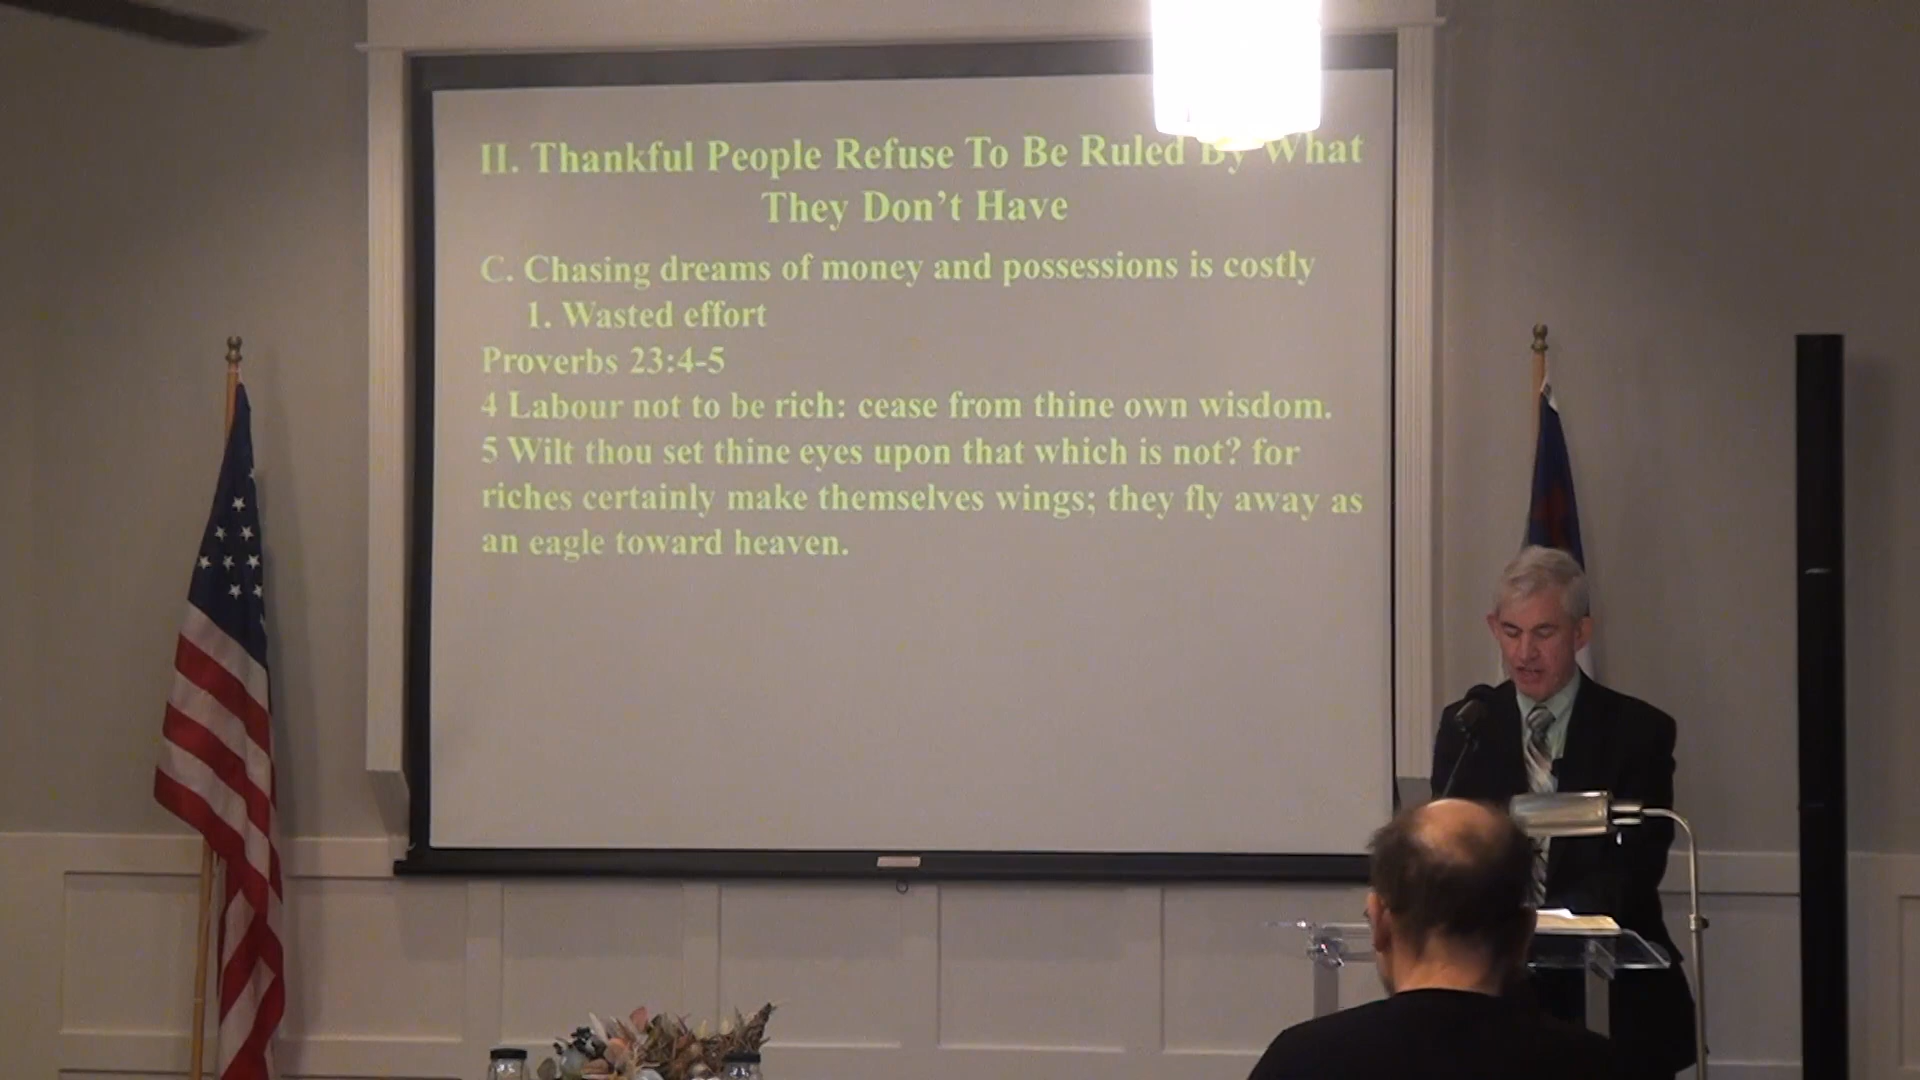 II. Thankful People Refuse To Be Ruled By What
They Don't Have
C. Chasing dreams of money and possessions is costly
1. Wasted effort
Proverbs 23:4-5
4 Labour not to be rich: cease from thine own wisdom.
5 Wilt thou set thine eyes upon that which is not? for
riches certainly make themselves wings; they fly away as
an eagle toward heaven.